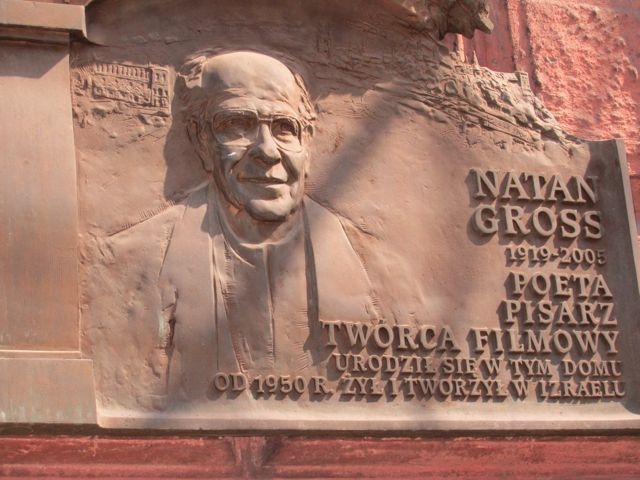 NATAN
GROSS
1919-2005
POETA
PISARZ
TWÓRCA FILMOWY
URODZIŁ SIĘ W TYM DOMU
OD 1950 R. ŻYŁ I TWORZYŁ W IZRAELU